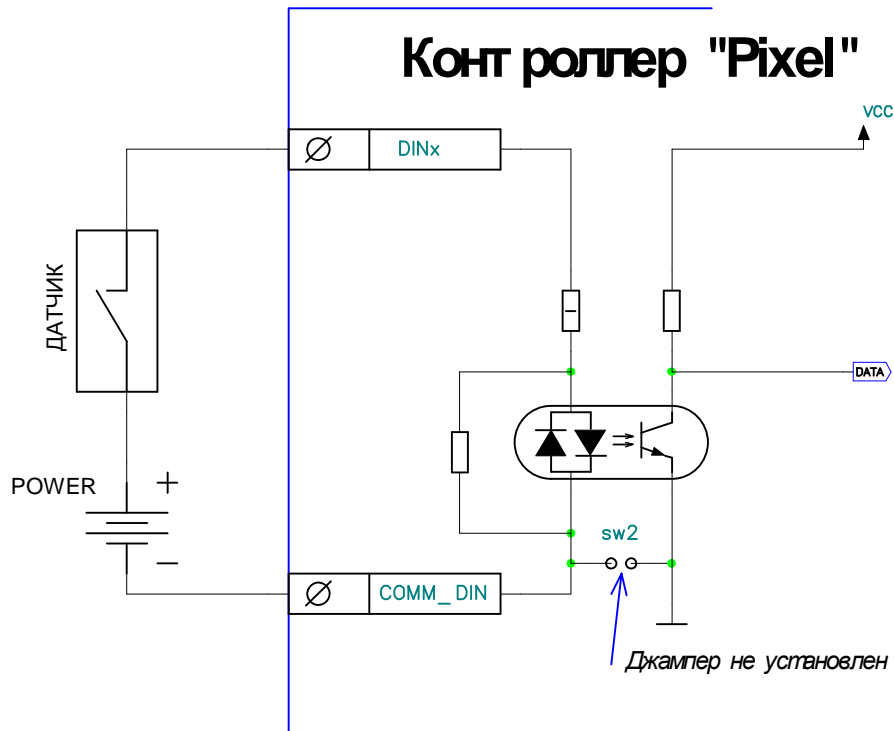 Контроллер "Pixel"
VCC
DINx
ДАТЧИК
DATA
POWER
+
−
sw2
COMM_DIN
Джампер не установлен